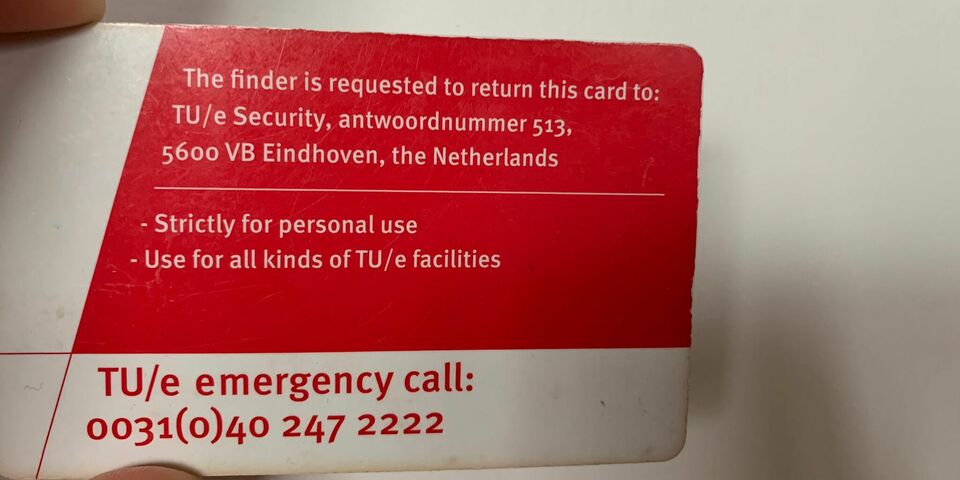 The finder is requested to return this card to:
TU/e Security, antwoordnummer 513,
5600 VB Eindhoven, the Netherlands
- Strictly for personal use
- Use for all kinds of TU/e facilities
TU/e emergency call:
0031(0)40 247 2222